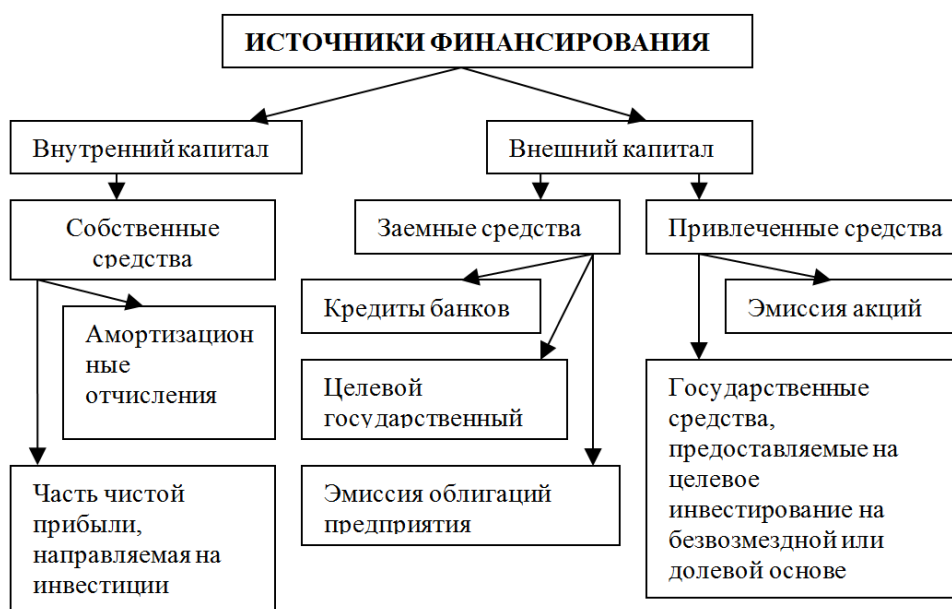 ИСТОЧНИКИ ФИНАНСИРОВАНИЯ
Внутренний капитал
Внешний капитал
Собственные
средства
Заемные средства
Привлеченные средства
Амортизацион
ные
отчисления
Кредиты банков
Эмиссия акций
Целевой
государственный
Государственные
средства,
предоставляемые на
целевое
инвестирование на
безвозмездной или
долевой основе
Часть чистой
прибыли,
направляемая на
инвестиции
Эмиссия облигаций
предприятия